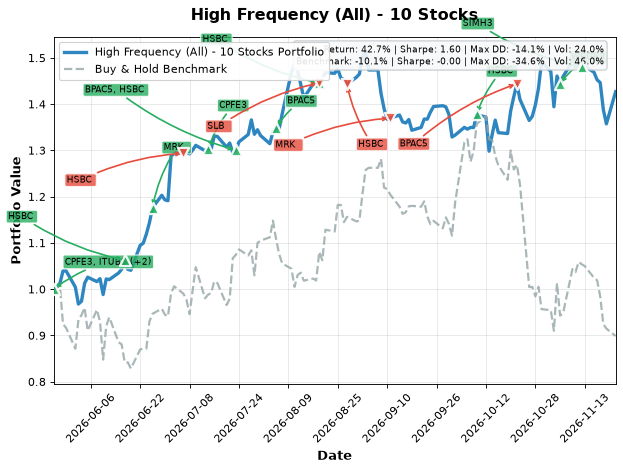 High Frequency (All) - 10 Stocks
SIMH3
HSBC
High Frequency (All) - 10 Stocks Portfolio
Buy & Hold Benchmark
eturn: 42.7% | Sharpe: 1.60 | Max DD: -14.1% | Vol: 24.0%
Benchmark: -10.1% | Sharpe: -0.00 | Max DD: -34.6% | Vol: 46.0%
HSBC
BPAC5, HSBC
CPFE3
BPAC5
SLB
MRK
MRK
HSBC
BPAC5
HSBC
HSBC
CPFE3, ITUB (+2)
Portfolio Value
1.5
1.4
1.3
1.2
1.1
1.0
0.9
0.8
2026-06-06
2026-06-22
2026-07-08
2026-07-24
2026-08-09
2026-08-25
2026-09-10
2026-09-26
2026-10-12
2026-10-28
2026-11-13
Date